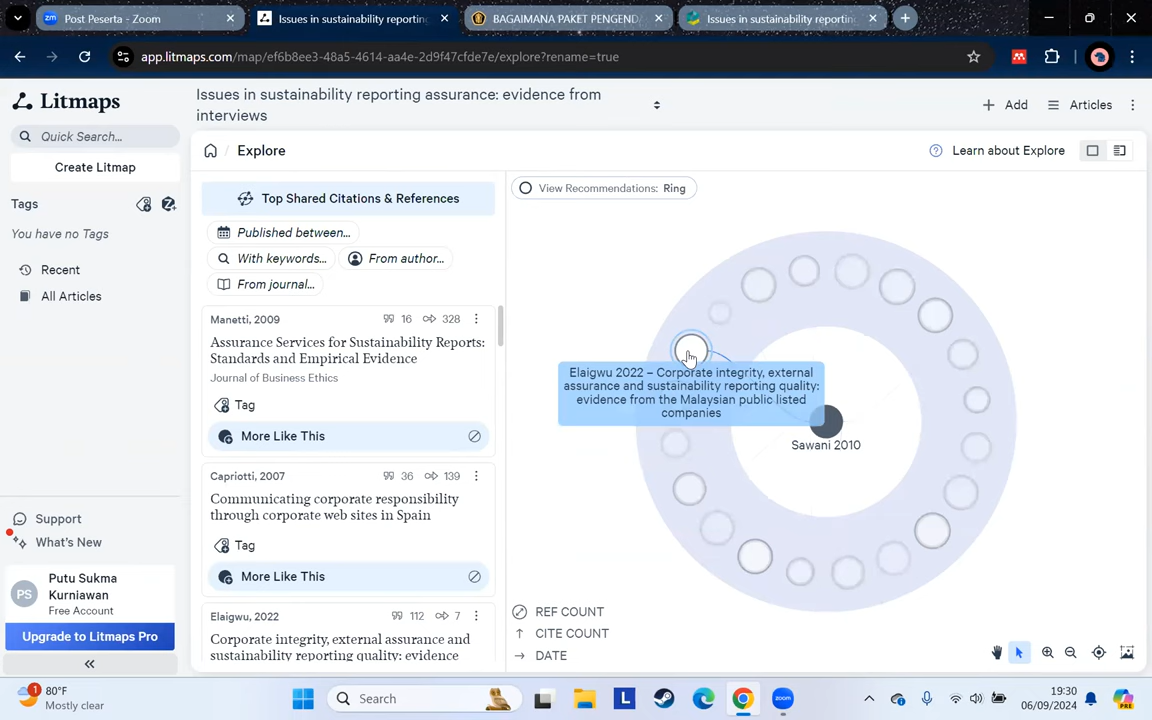 Post Peserta - Zoom
Issues in sustainability reporting
BAGAIMANA PAKET PENGEND
Issues in sustainability reporting
app.litmaps.com/map/ef6b8ee3-48a5-4614-aa4e-2d9f47cfde7e/explore?rename=true
Litmaps
Quick Search...
Create Litmap
Tags
You have no Tags
Recent
All Articles
Support
What's New
PS
Putu Sukma
Kurniawan
Free Account
Upgrade to Litmaps Pro
Issues in sustainability reporting assurance: evidence from
interviews
Add
Articles
Explore
Learn about Explore
Top Shared Citations & References
Published between...
With keywords...
From author...
From journal...
Manetti, 2009
16
328
Assurance Services for Sustainability Reports:
Standards and Empirical Evidence
Journal of Business Ethics
Tag
More Like This
Capriotti, 2007
36
139
Communicating corporate responsibility
through corporate web sites in Spain
Tag
More Like This
Elaigwu, 2022
112
7
Corporate integrity, external assurance and
sustainability reporting quality: evidence
View Recommendations: Ring
Elaigwu 2022 – Corporate integrity, external
assurance and sustainability reporting quality:
evidence from the Malaysian public listed
companies
Sawani 2010
REF COUNT
CITE COUNT
DATE
1
80°F
Mostly clear
Search
L
zoom
19:30
06/09/2024
PRE